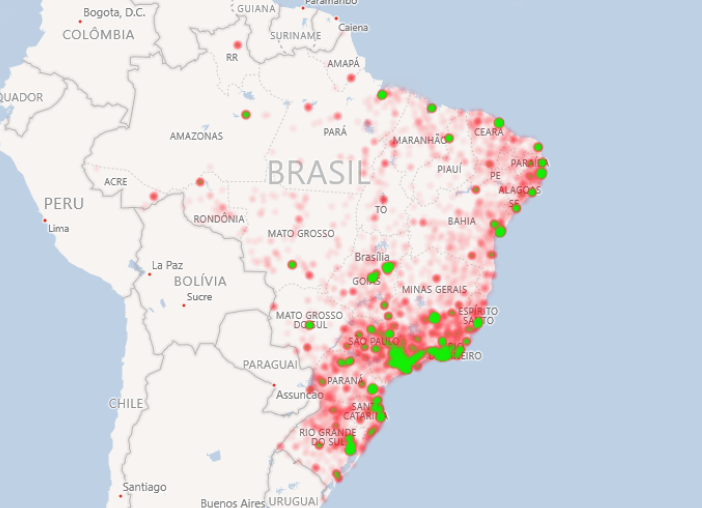 Paramaribo
Bogota, D.C.
GUIANA
COLÔMBIA
Caiena
SURINAME
RR
AMAPÁ
QUADOR
AMAZONAS
PARÁ
MARANHÃO
CEARÁ
PARAÍBA
BRASIL
PIAUÍ
PE
ACRE
ALAGOAS
SE
PERU
TO
RONDÔNIA
BAHIA
Lima
MATO GROSSO
Brasília
La Paz
GOIÁS
BOLÍVIA
MINAS GERAIS
Sucre
ESPÍRITO
SANTO
MATO GROSSO
DO SUL
SÃO PAULO
RIO
NEIRO
PARAGUAI
PARANÁ
Assuncao
CHILE
SANTA
CATARINA
RIO GRANDE
DO SUL
Santiago
Buenos Aires
URUGUAI